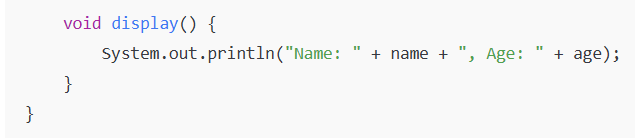 void display() {
System.out.println("Name: " + name + ", Age: " + age);
}
}